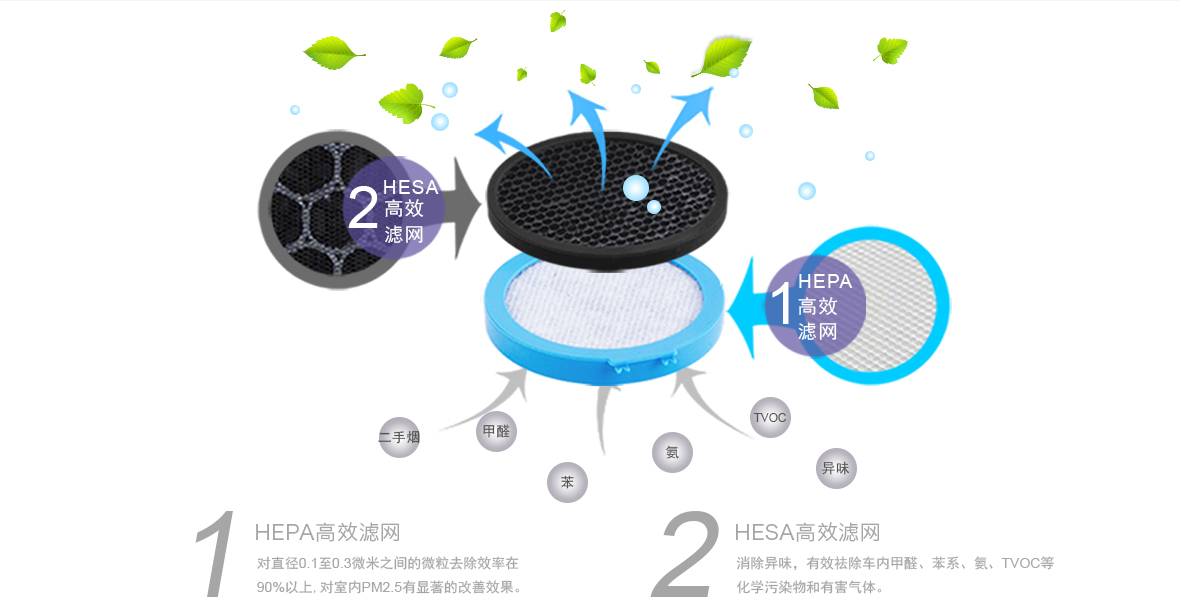 2
HESA
高效
滤网
1
HEPA
高效
滤网
二手烟
甲醛
苯
氨
TVOC
异味
1
HEPA高效滤网
对直径0.1至0.3微米之间的微粒去除效率在
90%以上, 对室内PM2.5有显著的改善效果。
2
HESA高效滤网
消除异味，有效祛除车内甲醛、苯系、氨、TVOC等
化学污染物和有害气体。